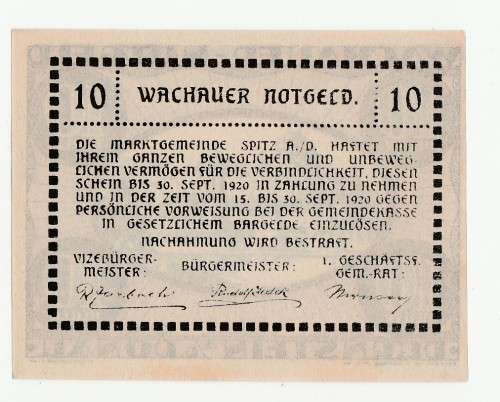 10 WACHAUER NOTGELD. 10
DIE MARKTGEMEINDE SPITZ A./D. HAFTET MIT
IHREM GANZEN BEWEGLICHEN UND UNBEWEG-
LICHEN VERMÖGEN FÜR DIE VERBINDLICHKEIT, DIESEN
SCHEIN BIS 30. SEPT. 1920 IN ZAHLUNG ZU NEHMEN
UND IN DER ZEIT VOM 15. BIS 30. SEPT. 1920 GEGEN
PERSÖNLICHE VORWEISUNG BEI DER GEMEINDEKASSE
IN GESETZLICHEM BARGELDE EINZULÖSEN.
NACHAHMUNG WIRD BESTRAFT.
VIZEBÜRGER-
MEISTER:
BÜRGERMEISTER:
1. GESCHÄFTSF.
GEM.-RAT: